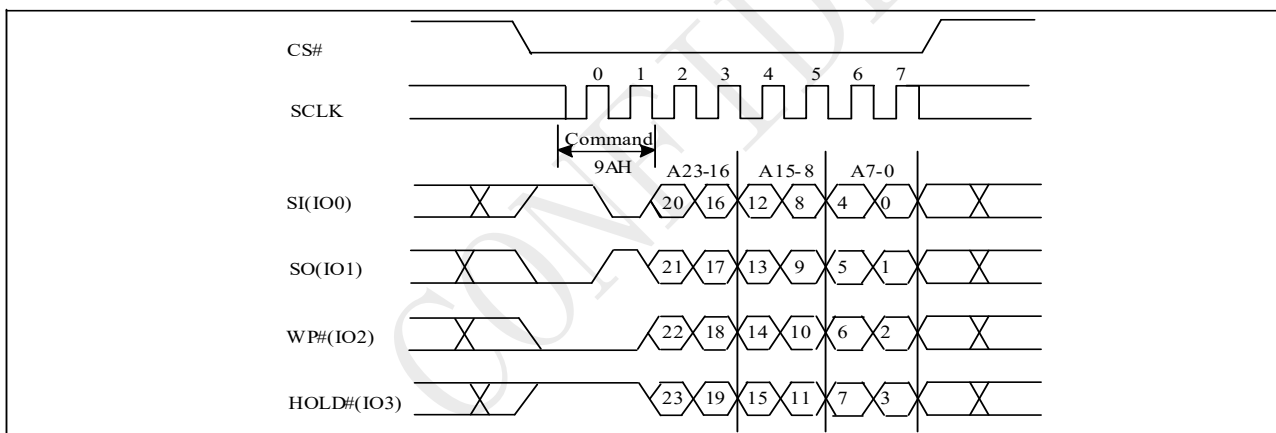 CONFID
CS#
0 1 2 3 4 5 6 7
SCLK
Command
9AH
A23-16 A15-8 A7-0
SI(IO0) 20 16 12 8 4 0
SO(IO1) 21 17 13 9 5 1
WP#(IO2) 22 18 14 10 6 2
HOLD#(IO3) 23 19 15 11 7 3